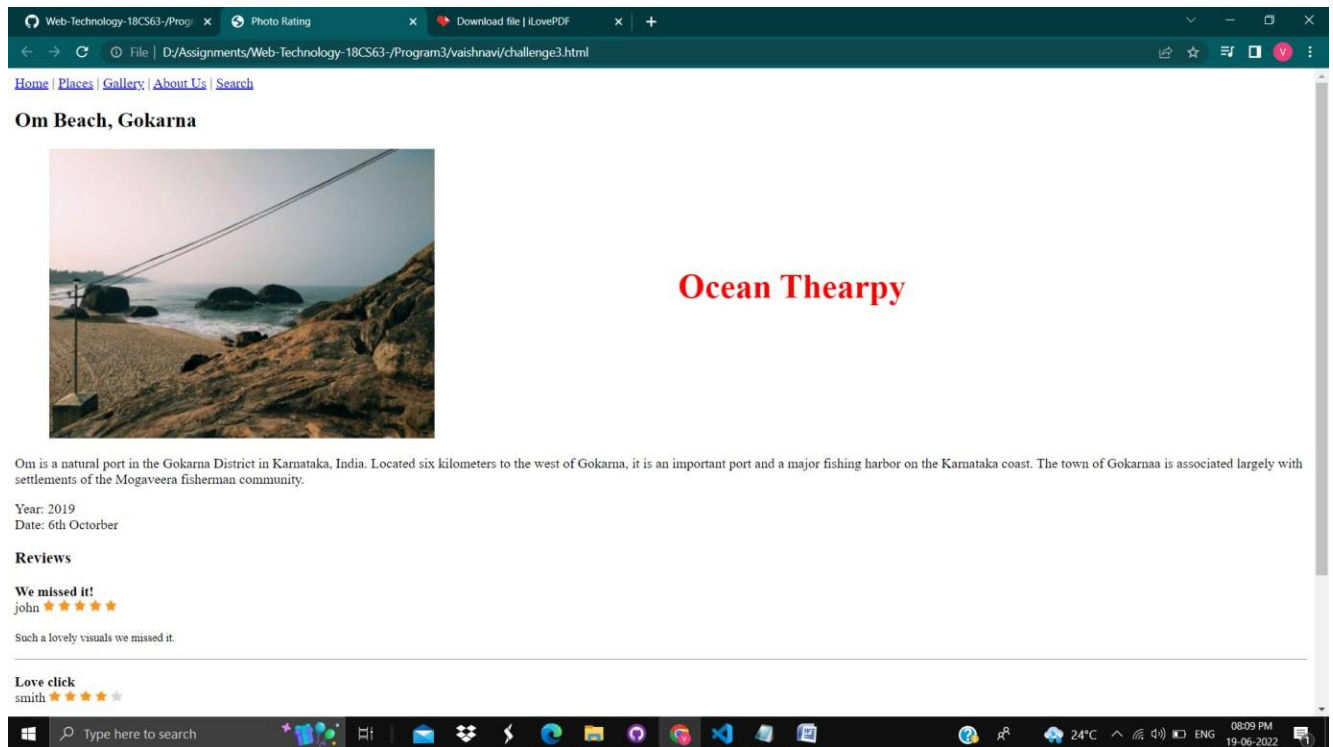 Web-Technology-18CS63-/Progr
Photo Rating
Download file | iLovePDF
File | D:/Assignments/Web-Technology-18CS63-/Program3/vaishnavi/challenge3.html
V
Home | Places | Gallery | About Us | Search
Om Beach, Gokarna
Ocean Thearpy
Om is a natural port in the Gokarna District in Karnataka, India. Located six kilometers to the west of Gokarna, it is an important port and a major fishing harbor on the Karnataka coast. The town of Gokarnaa is associated largely with
settlements of the Mogaveera fisherman community.
Year: 2019
Date: 6th Octorber
Reviews
We missed it!
john
Such a lovely visuals we missed it.
Love click
smith
Type here to search
24°C
ENG
08:09 PM
19-06-2022
1